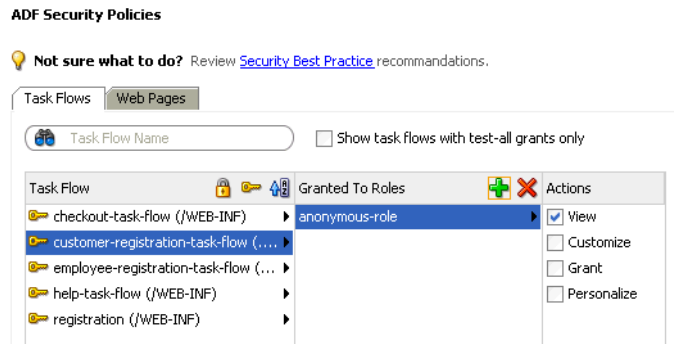 ADF Security Policies
Not sure what to do? Review Security Best Practice recommandations.
Task Flows Web Pages
Task Flow Name Show task flows with test-all grants only
Task Flow Granted To Roles Actions
checkout-task-flow (/WEB-INF) anonymous-role View
customer-registration-task-flow (.... Customize
employee-registration-task-flow (... Grant
help-task-flow (/WEB-INF) Personalize
registration (/WEB-INF)